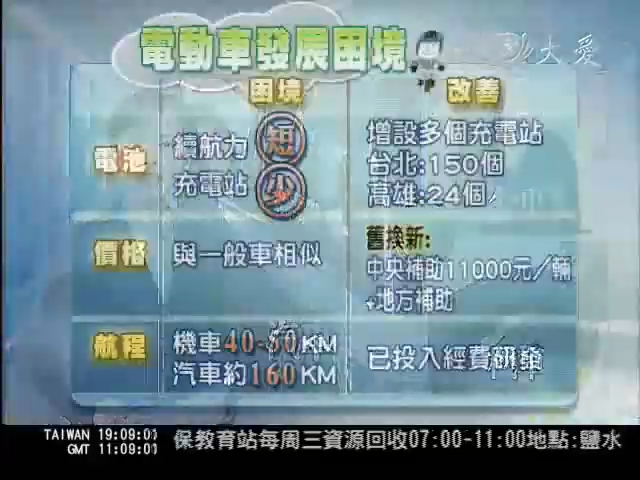 電動車發展困境
大愛
困境
改善
電池
續航力 短
充電站 少
增設多個充電站
台北:150個
高雄:24個
價格
與一般車相似
舊換新:
中央補助11000元/輛
+地方補助
航程
機車40-50KM
汽車約160KM
已投入經費研發
TAIWAN 19:09:01
GMT 11:09:01
保教育站每周三資源回收07:00-11:00地點:鹽水